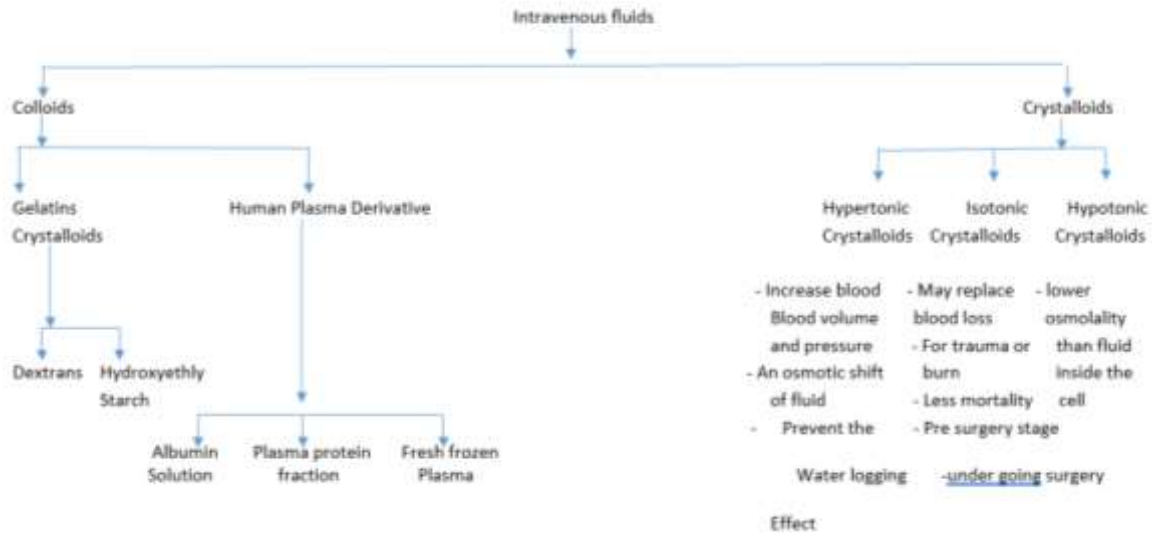 Intravenous fluids
Colloids
Crystalloids
Gelatins
Crystalloids
Human Plasma Derivative
Hypertonic
Crystalloids
Isotonic
Crystalloids
Hypotonic
Crystalloids
Dextrans
Hydroxyethly
Starch
Albumin
Solution
Plasma protein
fraction
Fresh frozen
Plasma
- Increase blood
Blood volume
and pressure
- An osmotic shift
of fluid
- Prevent the
Water logging
Effect
- May replace
blood loss
- For trauma or
burn
- Less mortality
- Pre surgery stage
-under going surgery
- lower
osmolality
than fluid
inside the
cell